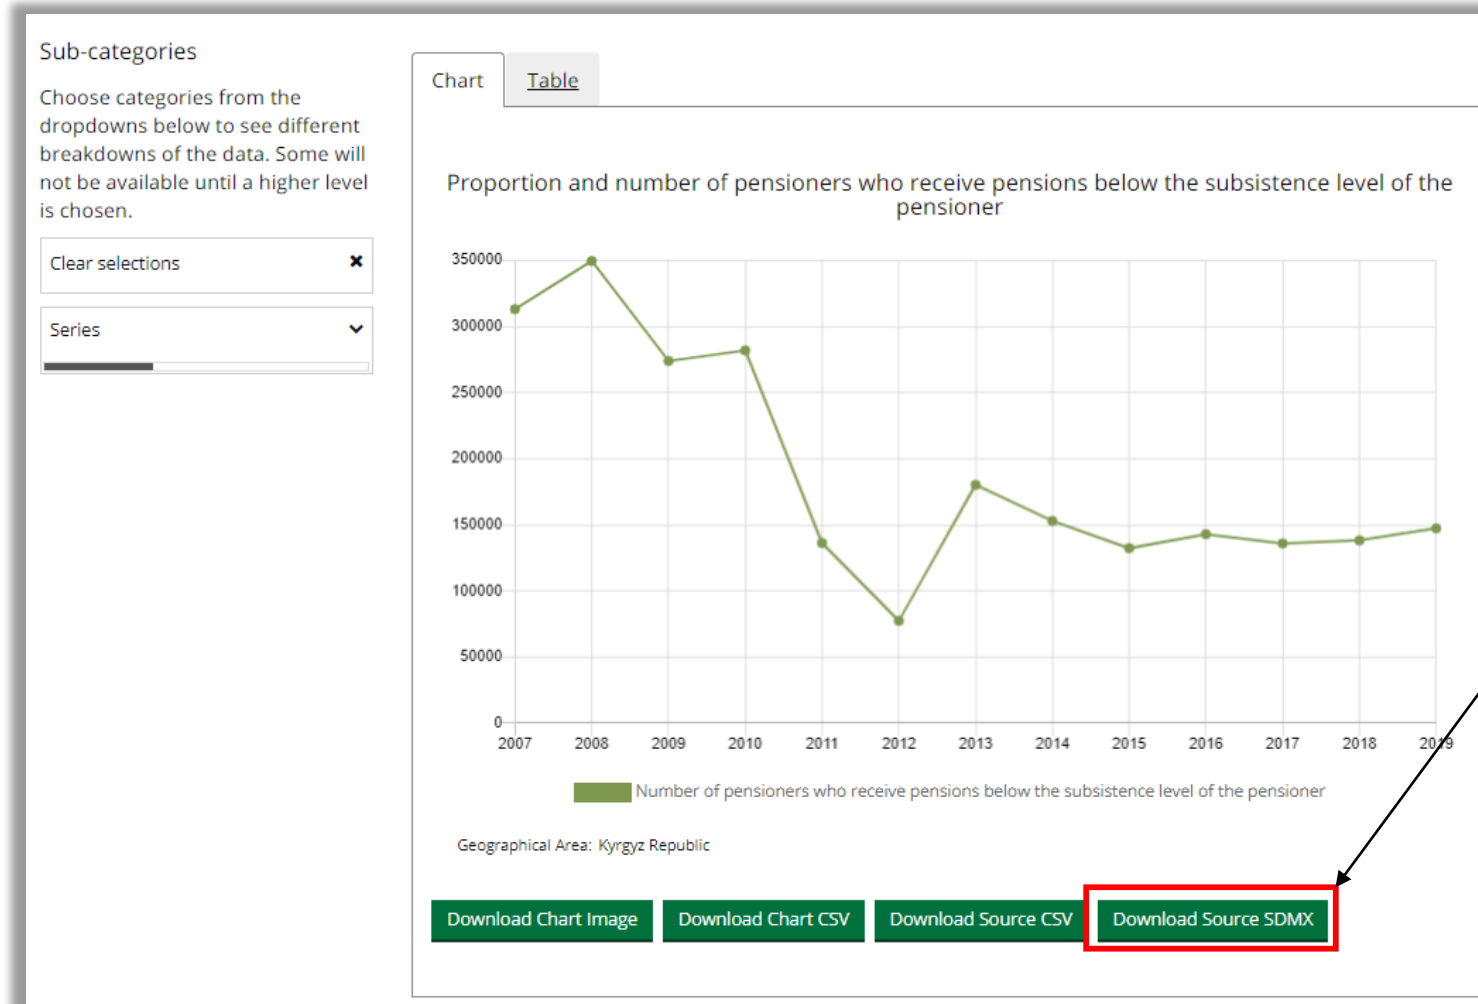 Sub-categories
Choose categories from the
dropdowns below to see different
breakdowns of the data. Some will
not be available until a higher level
is chosen.
Clear selections
Series
Chart
Table
Proportion and number of pensioners who receive pensions below the subsistence level of the
pensioner
350000
300000
250000
200000
150000
100000
50000
0
2007 2008 2009 2010 2011 2012 2013 2014 2015 2016 2017 2018 2019
Number of pensioners who receive pensions below the subsistence level of the pensioner
Geographical Area: Kyrgyz Republic
Download Chart Image
Download Chart CSV
Download Source CSV
Download Source SDMX